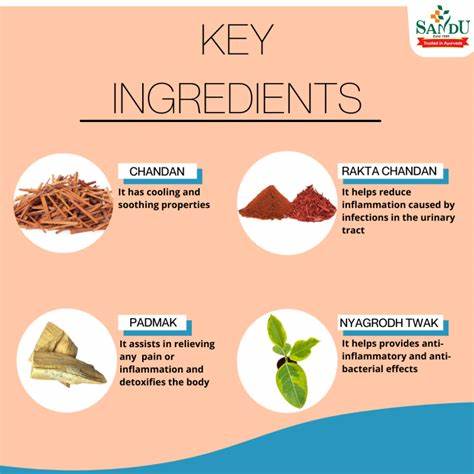 SANDU
Trusted in Ayurveda
KEY
INGREDIENTS
CHANDAN
It has cooling and
soothing properties
RAKTA CHANDAN
It helps reduce
inflammation caused by
infections in the urinary
tract
PADMAK
It assists in relieving
any pain or
inflammation and
detoxifies the body
NYAGRODH TWAK
It helps provides anti-
inflammatory and anti-
bacterial effects